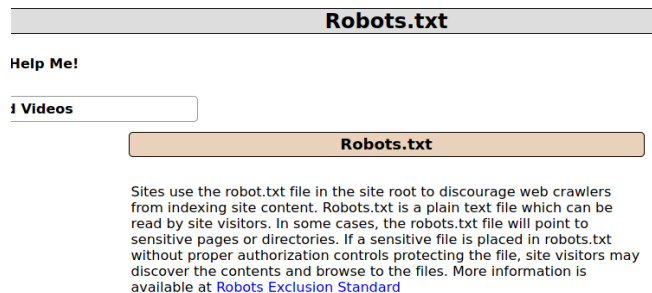 Robots.txt
Help Me!
d Videos
Robots.txt
Sites use the robot.txt file in the site root to discourage web crawlers
from indexing site content. Robots.txt is a plain text file which can be
read by site visitors. In some cases, the robots.txt file will point to
sensitive pages or directories. If a sensitive file is placed in robots.txt
without proper authorization controls protecting the file, site visitors may
discover the contents and browse to the files. More information is
available at Robots Exclusion Standard